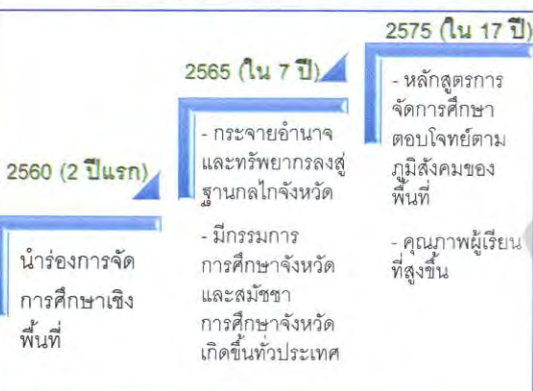 2560 (2 ปีแรก)
นำร่องการจัด
การศึกษาเชิง
พื้นที่
2565 (ใน 7 ปี)
- กระจายอำนาจ
และทรัพยากรลงสู่
ฐานกลไกจังหวัด
- มีกรรมการ
การศึกษาจังหวัด
และสมัชชา
การศึกษาจังหวัด
เกิดขึ้นทั่วประเทศ
2575 (ใน 17 ปี)
- หลักสูตรการ
จัดการศึกษา
ตอบโจทย์ตาม
ภูมิสังคมของ
พื้นที่
- คุณภาพผู้เรียน
ที่สูงขึ้น